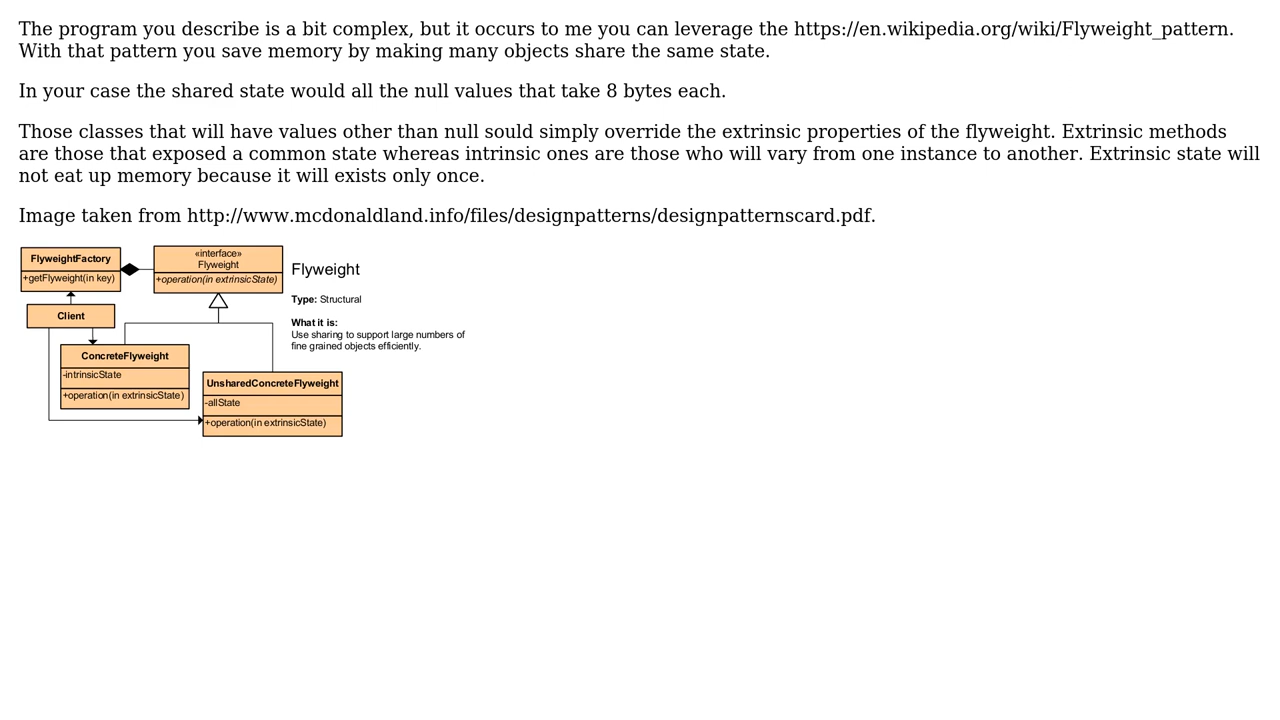 The program you describe is a bit complex, but it occurs to me you can leverage the https://en.wikipedia.org/wiki/Flyweight_pattern.
With that pattern you save memory by making many objects share the same state.
In your case the shared state would all the null values that take 8 bytes each.
Those classes that will have values other than null sould simply override the extrinsic properties of the flyweight. Extrinsic methods
are those that exposed a common state whereas intrinsic ones are those who will vary from one instance to another. Extrinsic state will
not eat up memory because it will exists only once.
Image taken from http://www.mcdonaldland.info/files/designpatterns/designpatternscard.pdf.
FlyweightFactory
+getFlyweight(in key)
«interface»
Flyweight
+operation(in extrinsicState)
Flyweight
Type: Structural
What it is:
Use sharing to support large numbers of
fine grained objects efficiently.
Client
ConcreteFlyweight
-intrinsicState
+operation(in extrinsicState)
UnsharedConcreteFlyweight
-allState
+operation(in extrinsicState)